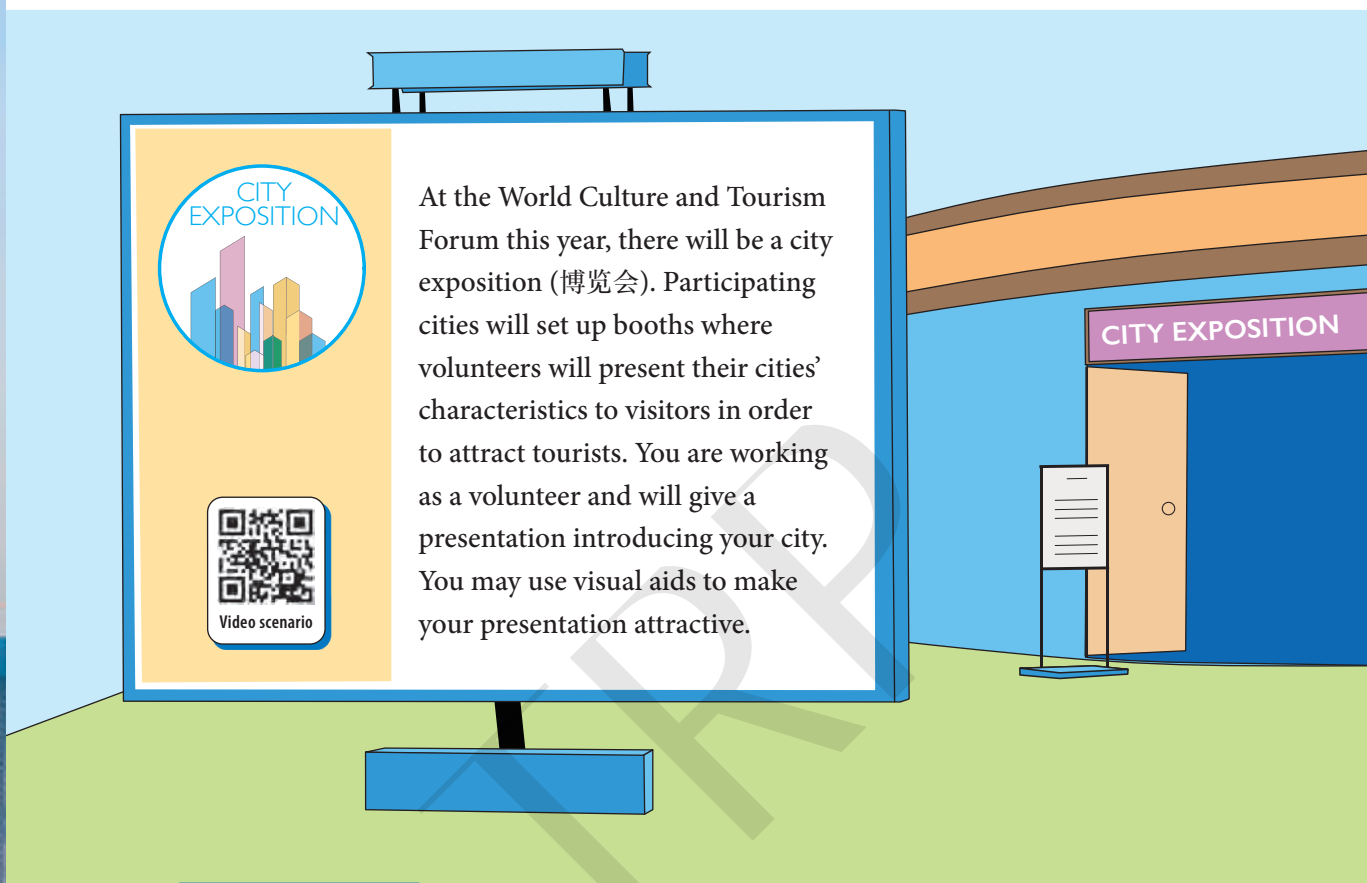 CITY
EXPOSITION
At the World Culture and Tourism
Forum this year, there will be a city
exposition (博览会). Participating
cities will set up booths where
volunteers will present their cities’
characteristics to visitors in order
to attract tourists. You are working
as a volunteer and will give a
presentation introducing your city.
You may use visual aids to make
your presentation attractive.
Video scenario
CITY EXPOSITION
TRP